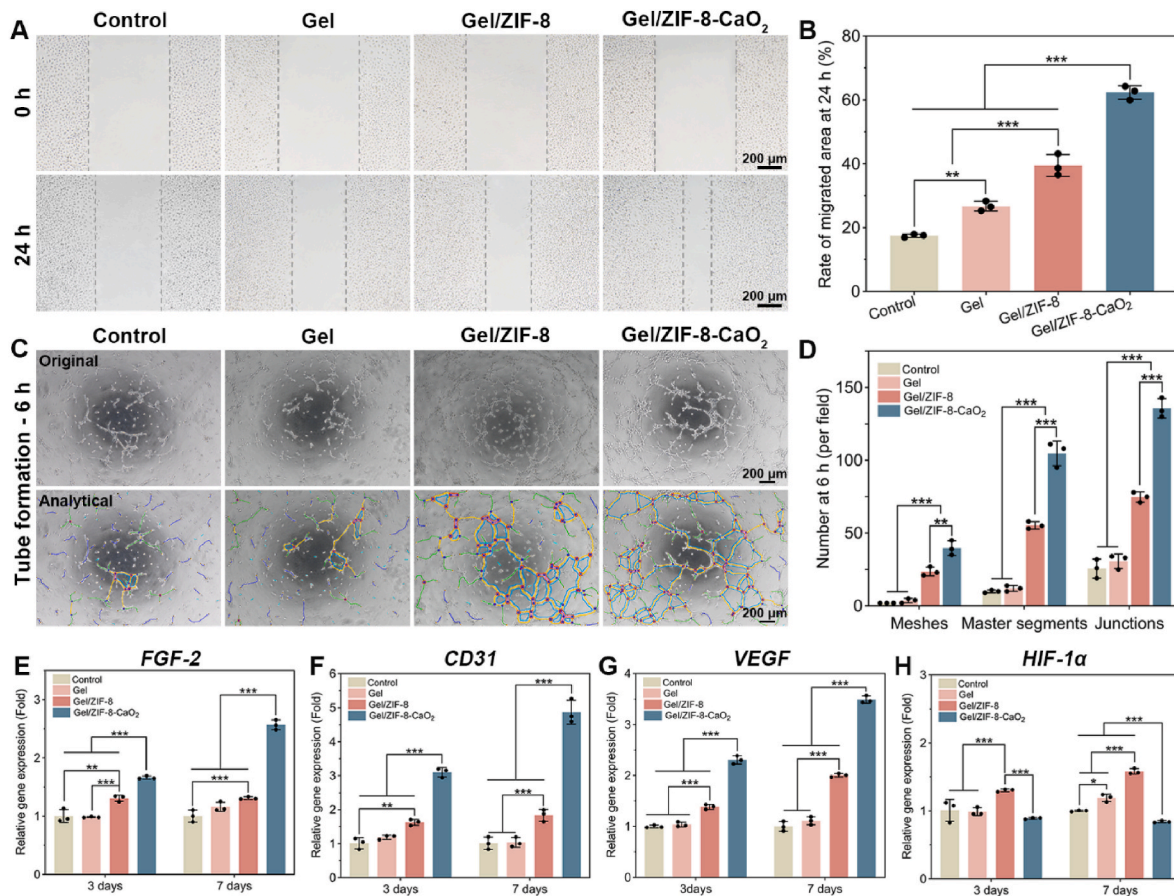 A
Control
Gel
Gel/ZIF-8
Gel/ZIF-8-CaO₂
0 h
200 μm
24 h
200 μm
B
Rate of migrated area at 24 h (%)
80
60
40
20
0
***
***
**
Control
Gel
Gel/ZIF-8
Gel/ZIF-8-CaO₂
C
Control
Gel
Gel/ZIF-8
Gel/ZIF-8-CaO₂
Tube formation - 6 h
Original
200 μm
Analytical
200 μm
D
Number at 6 h (per field)
150
100
50
0
Control
Gel
Gel/ZIF-8
Gel/ZIF-8-CaO₂
***
**
***
***
***
***
Meshes
Master segments
Junctions
E
FGF-2
Relative gene expression (Fold)
3
2
1
0
Control
Gel
Gel/ZIF-8
Gel/ZIF-8-CaO₂
***
**
***
***
***
3 days
7 days
F
CD31
Relative gene expression (Fold)
6
5
4
3
2
1
0
Control
Gel
Gel/ZIF-8
Gel/ZIF-8-CaO₂
***
**
***
***
3 days
7 days
G
VEGF
Relative gene expression (Fold)
4
3
2
1
0
Control
Gel
Gel/ZIF-8
Gel/ZIF-8-CaO₂
***
***
***
***
3days
7 days
H
HIF-1α
Relative gene expression (Fold)
3
2
1
0
Control
Gel
Gel/ZIF-8
Gel/ZIF-8-CaO₂
***
***
***
***
*
3 days
7 days